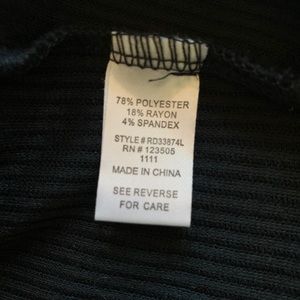 78% POLYESTER
18% RAYON
4% SPANDEX
STYLE # RD33874L
RN # 123505
1111
MADE IN CHINA
SEE REVERSE
FOR CARE